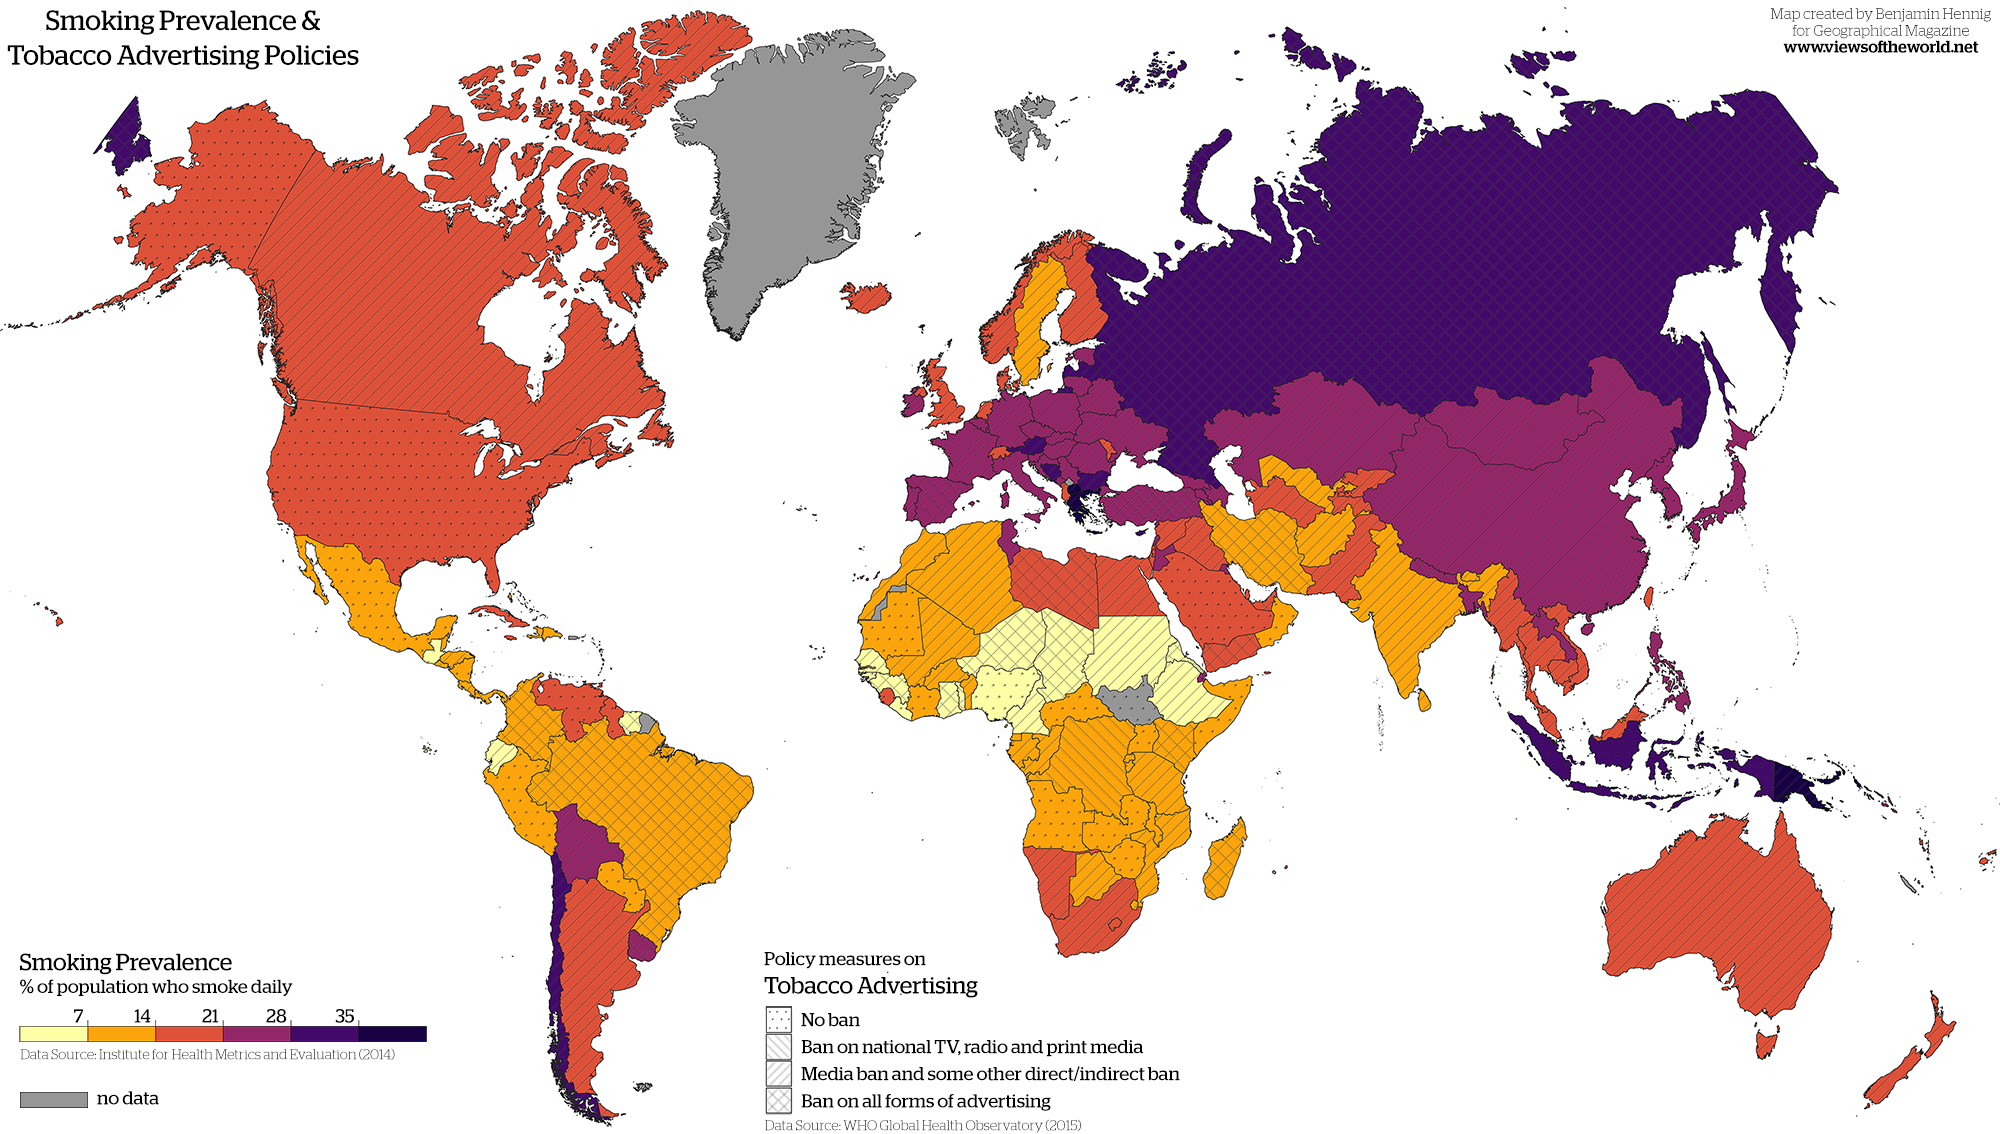 Smoking Prevalence &
Tobacco Advertising Policies
Map created by Benjamin Hennig
for Geographical Magazine
www.viewsoftheworld.net
Smoking Prevalence
% of population who smoke daily
7 14 21 28 35
Data Source: Institute for Health Metrics and Evaluation (2014)
no data
Policy measures on
Tobacco Advertising
No ban
Ban on national TV, radio and print media
Media ban and some other direct/indirect ban
Ban on all forms of advertising
Data Source: WHO Global Health Observatory (2015)